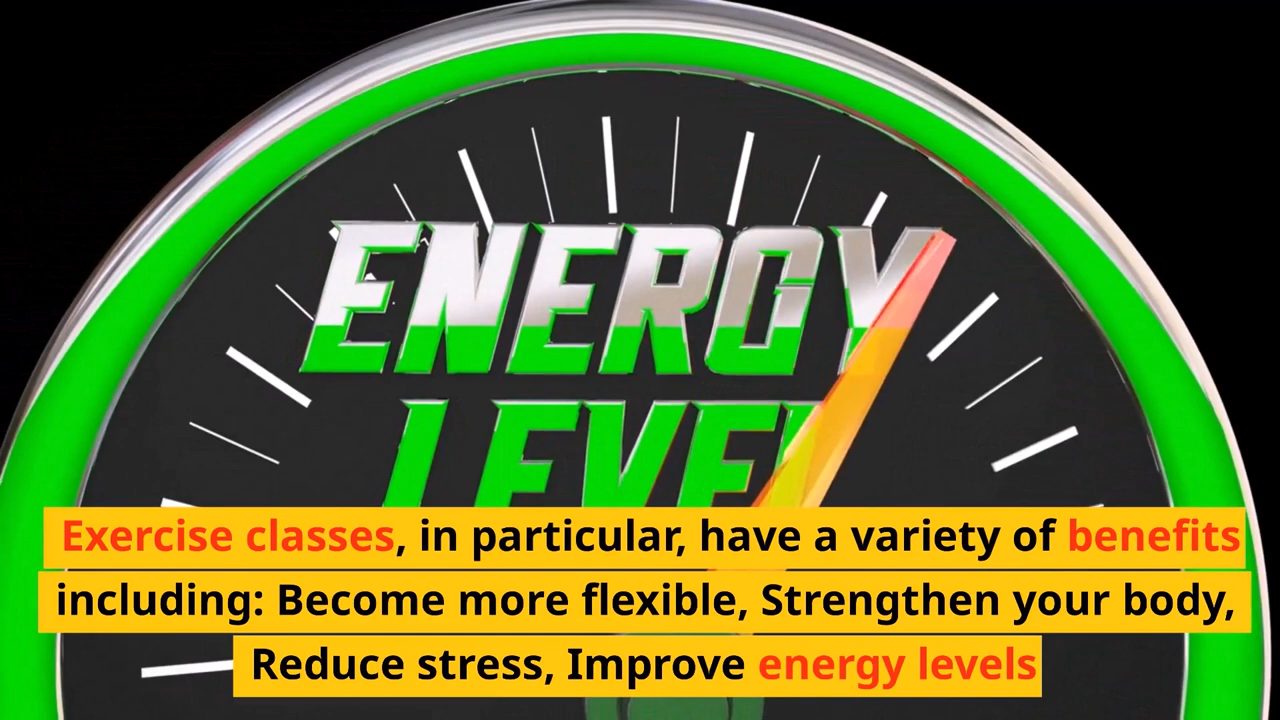 ENERGY
LEVEL
Exercise classes, in particular, have a variety of benefits
including: Become more flexible, Strengthen your body,
Reduce stress, Improve energy levels